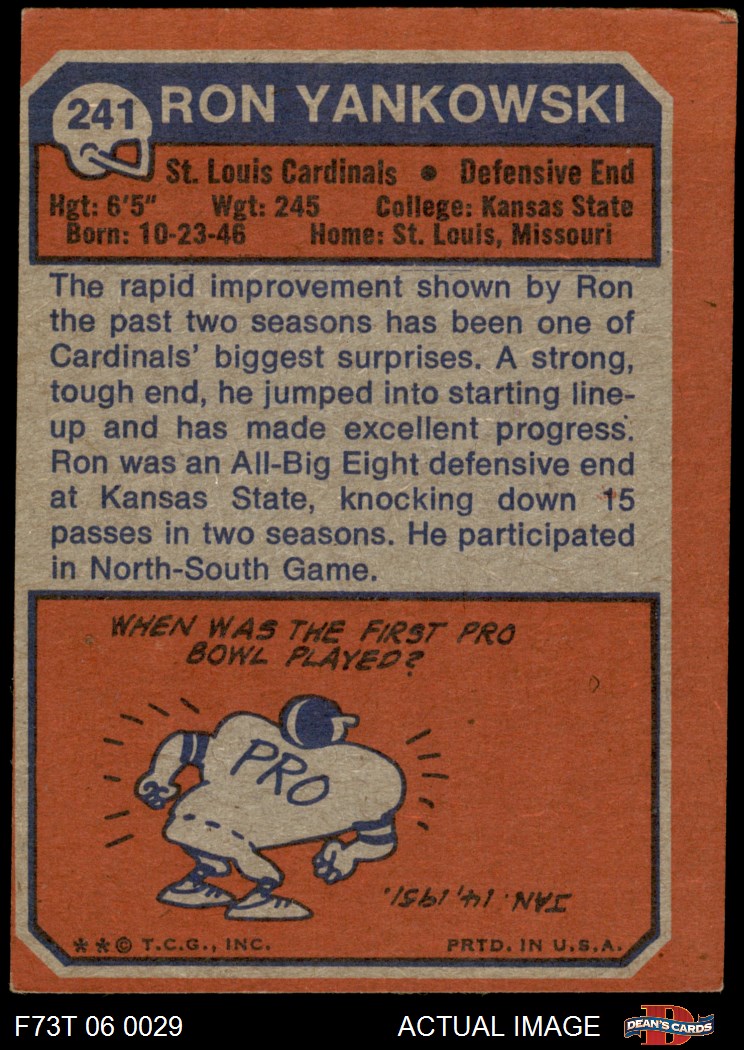 241 RON YANKOWSKI
St. Louis Cardinals • Defensive End
Hgt: 6'5" Wgt: 245 College: Kansas State
Born: 10-23-46 Home: St. Louis, Missouri
The rapid improvement shown by Ron
the past two seasons has been one of
Cardinals' biggest surprises. A strong,
tough end, he jumped into starting line-
up and has made excellent progress.
Ron was an All-Big Eight defensive end
at Kansas State, knocking down 15
passes in two seasons. He participated
in North-South Game.
WHEN WAS THE FIRST PRO
BOWL PLAYED?
PRO
JAN. 14, 1951.
**© T.C.G., INC. PRTD. IN U.S.A.
F73T 06 0029 ACTUAL IMAGE D DEAN'S CARDS